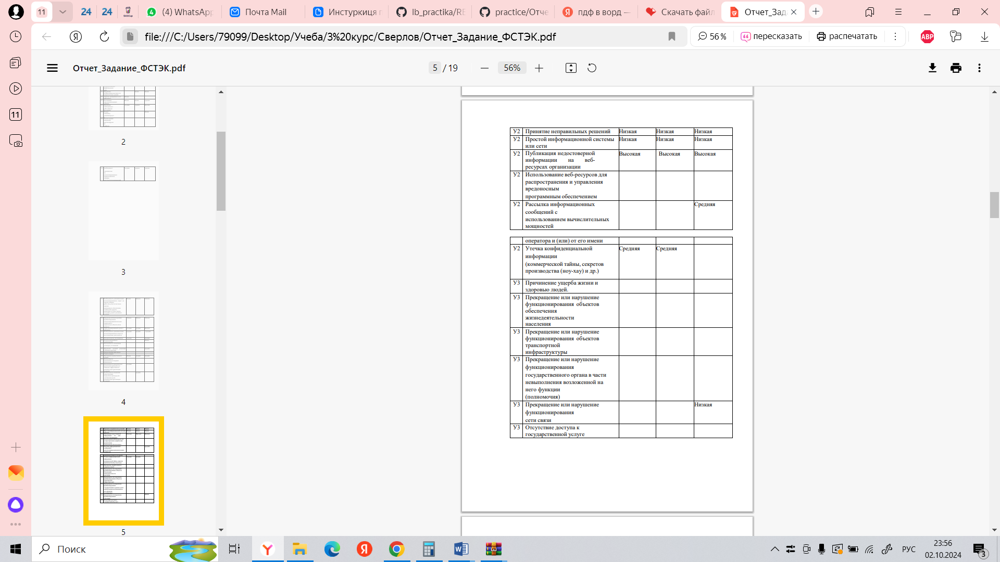 11
24
24
(4) WhatsApp
Почта Mail
Инстуркиця п
lb_practika/RE
practice/Отче
пдф в ворд —
Скачать файл
Отчет_Зад
file:///C:/Users/79099/Desktop/Учеба/3%20курс/Сверлов/Отчет_Задание_ФСТЭК.pdf
56 %
пересказать
распечатать
ABP
11
Отчет_Задание_ФСТЭК.pdf
5 / 19
56%
2
3
4
5
У2 Принятие неправильных решений Низкая Низкая Низкая
У2 Простой информационной системы Низкая Низкая Низкая
или сети
У2 Публикация недостоверной Высокая Высокая Высокая
информации на веб-
ресурсах организации
У2 Использование веб-ресурсов для
распространения и управления
вредоносным
программным обеспечением
У2 Рассылка информационных Средняя
сообщений с
использованием вычислительных
мощностей
оператора и (или) от его имени
У2 Утечка конфиденциальной Средняя Средняя
информации
(коммерческой тайны, секретов
производства (ноу-хау) и др.)
У3 Причинение ущерба жизни и
здоровью людей.
У3 Прекращение или нарушение
функционирования объектов
обеспечения
жизнедеятельности
населения
У3 Прекращение или нарушение
функционирования объектов
транспортной
инфраструктуры
У3 Прекращение или нарушение
функционирования
государственного органа в части
невыполнения возложенной на
него функции
(полномочия)
У3 Прекращение или нарушение Низкая
функционирования
сети связи
У3 Отсутствие доступа к
государственной услуге
Поиск
РУС
23:56
02.10.2024
3